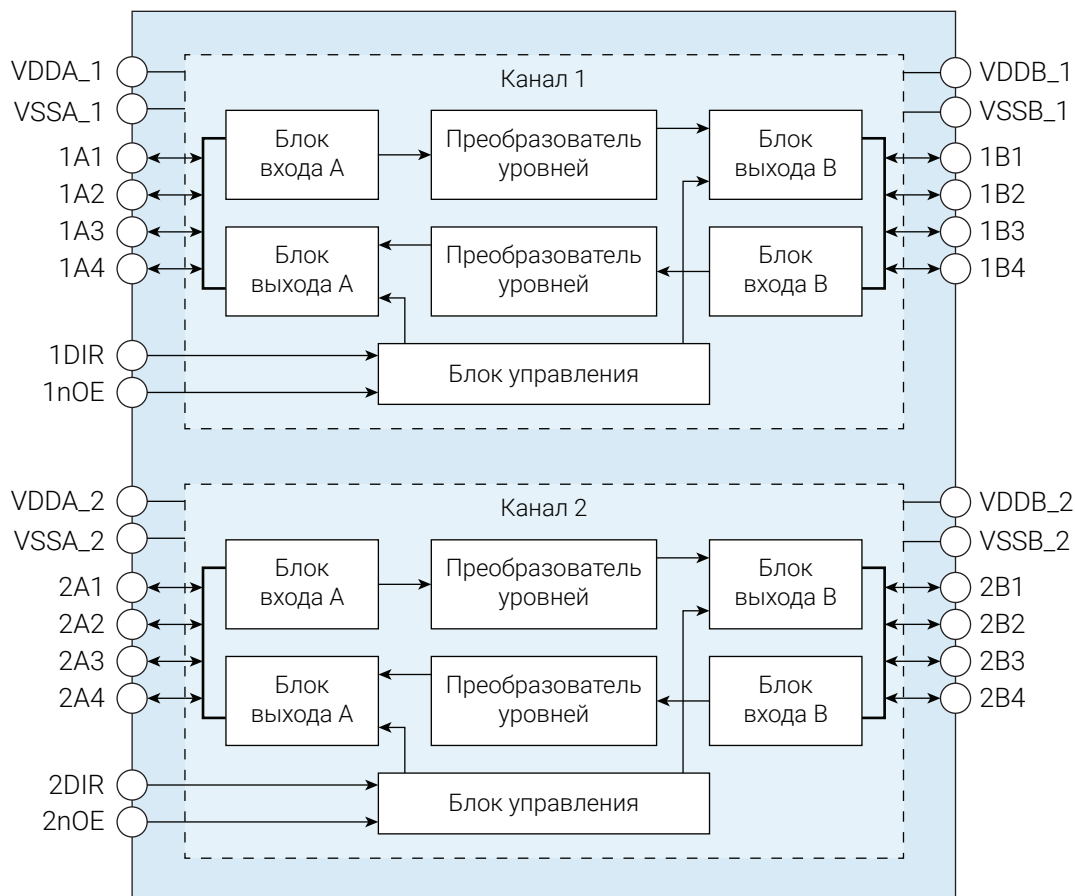 Канал 1
VDDA_1
VSSA_1
1A1
1A2
1A3
1A4
1DIR
1nOE
Блок
входа A
Преобразователь
уровней
Блок
выхода B
Блок
выхода A
Преобразователь
уровней
Блок
входа B
Блок управления
VDDB_1
VSSB_1
1B1
1B2
1B3
1B4
Канал 2
VDDA_2
VSSA_2
2A1
2A2
2A3
2A4
2DIR
2nOE
Блок
входа A
Преобразователь
уровней
Блок
выхода B
Блок
выхода A
Преобразователь
уровней
Блок
входа B
Блок управления
VDDB_2
VSSB_2
2B1
2B2
2B3
2B4